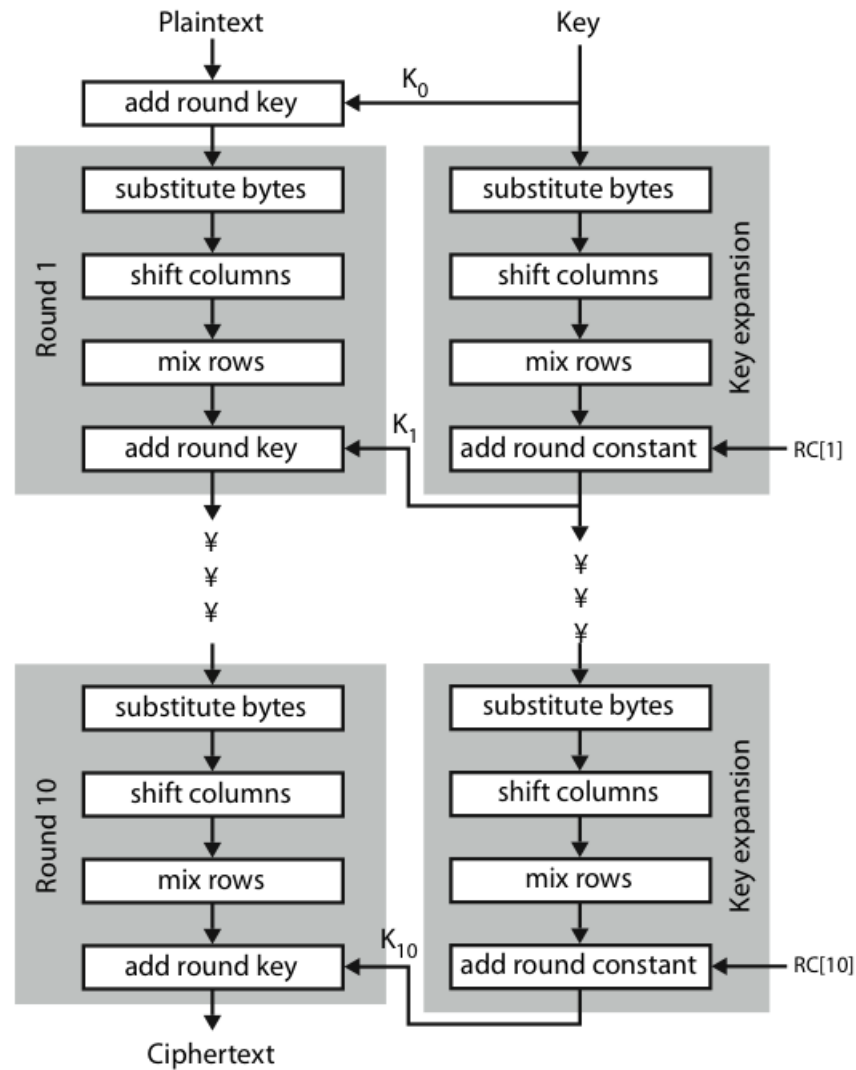 Plaintext
Key
K0
add round key
Round 1
substitute bytes
shift columns
mix rows
add round key
K1
substitute bytes
shift columns
mix rows
add round constant
Key expansion
RC[1]
¥
¥
¥
¥
¥
¥
Round 10
substitute bytes
shift columns
mix rows
add round key
K10
substitute bytes
shift columns
mix rows
add round constant
Key expansion
RC[10]
Ciphertext